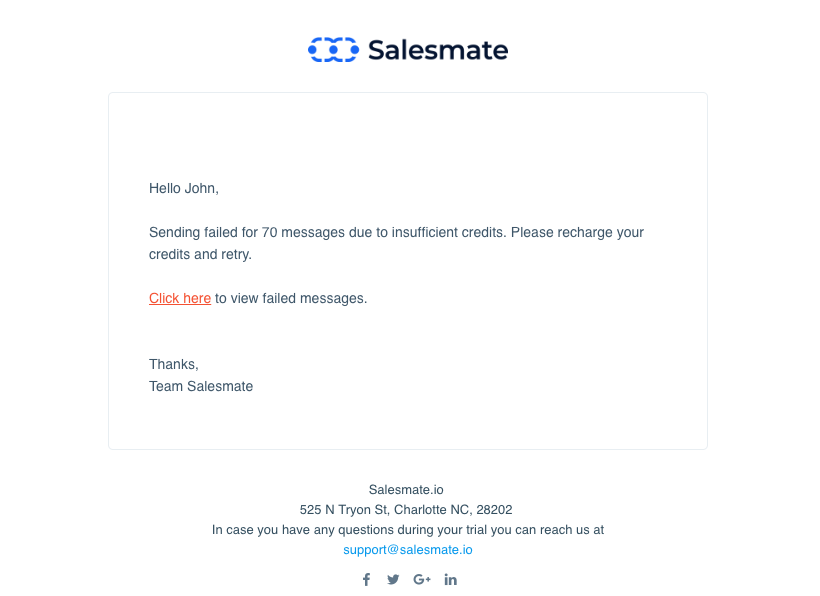 Salesmate
Hello John,
Sending failed for 70 messages due to insufficient credits. Please recharge your
credits and retry.
Click here to view failed messages.
Thanks,
Team Salesmate
Salesmate.io
525 N Tryon St, Charlotte NC, 28202
In case you have any questions during your trial you can reach us at
support@salesmate.io